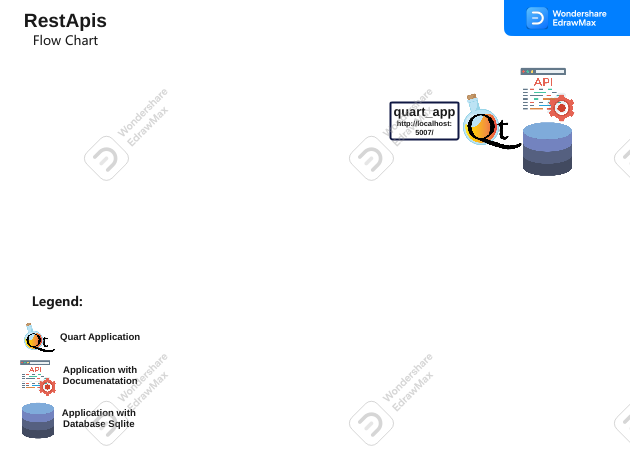 RestApis
Flow Chart
Wondershare
EdrawMax
API
quart_app
http://localhost:
5007/
Qt
Wondershare
EdrawMax
Wondershare
EdrawMax
Legend:
Qt
Quart Application
API
Application with
Documenatation
Application with
Database Sqlite
Wondershare
EdrawMax
Wondershare
EdrawMax